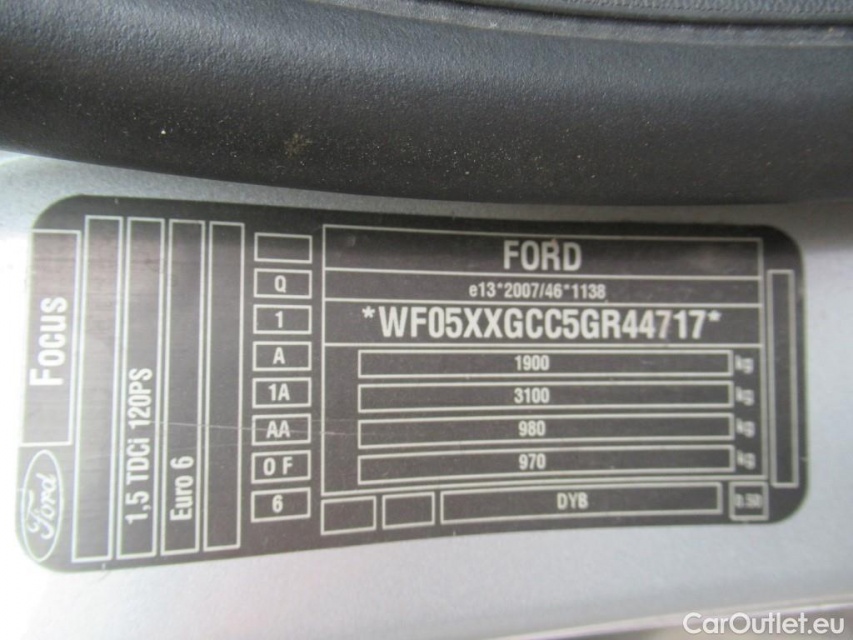 FOCUS
Ford
1,5 TDCi 120PS
Euro 6
Q
1
A
1A
AA
0 F
6
FORD
e13*2007/46*1138
*WF05XXGCC5GR44717*
1900 kg
3100 kg
980 kg
970 kg
DYB
CarOutlet.eu